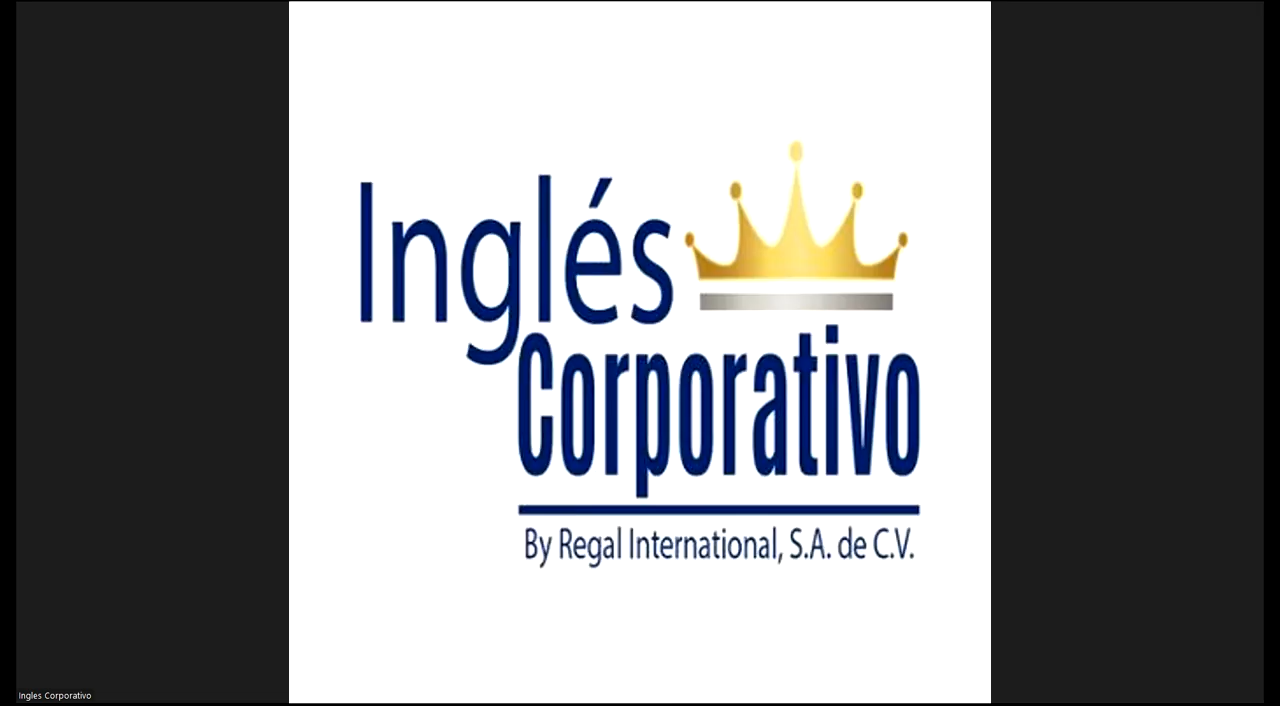 Inglés
Corporativo
By Regal International, S.A. de C.V.
Ingles Corporativo